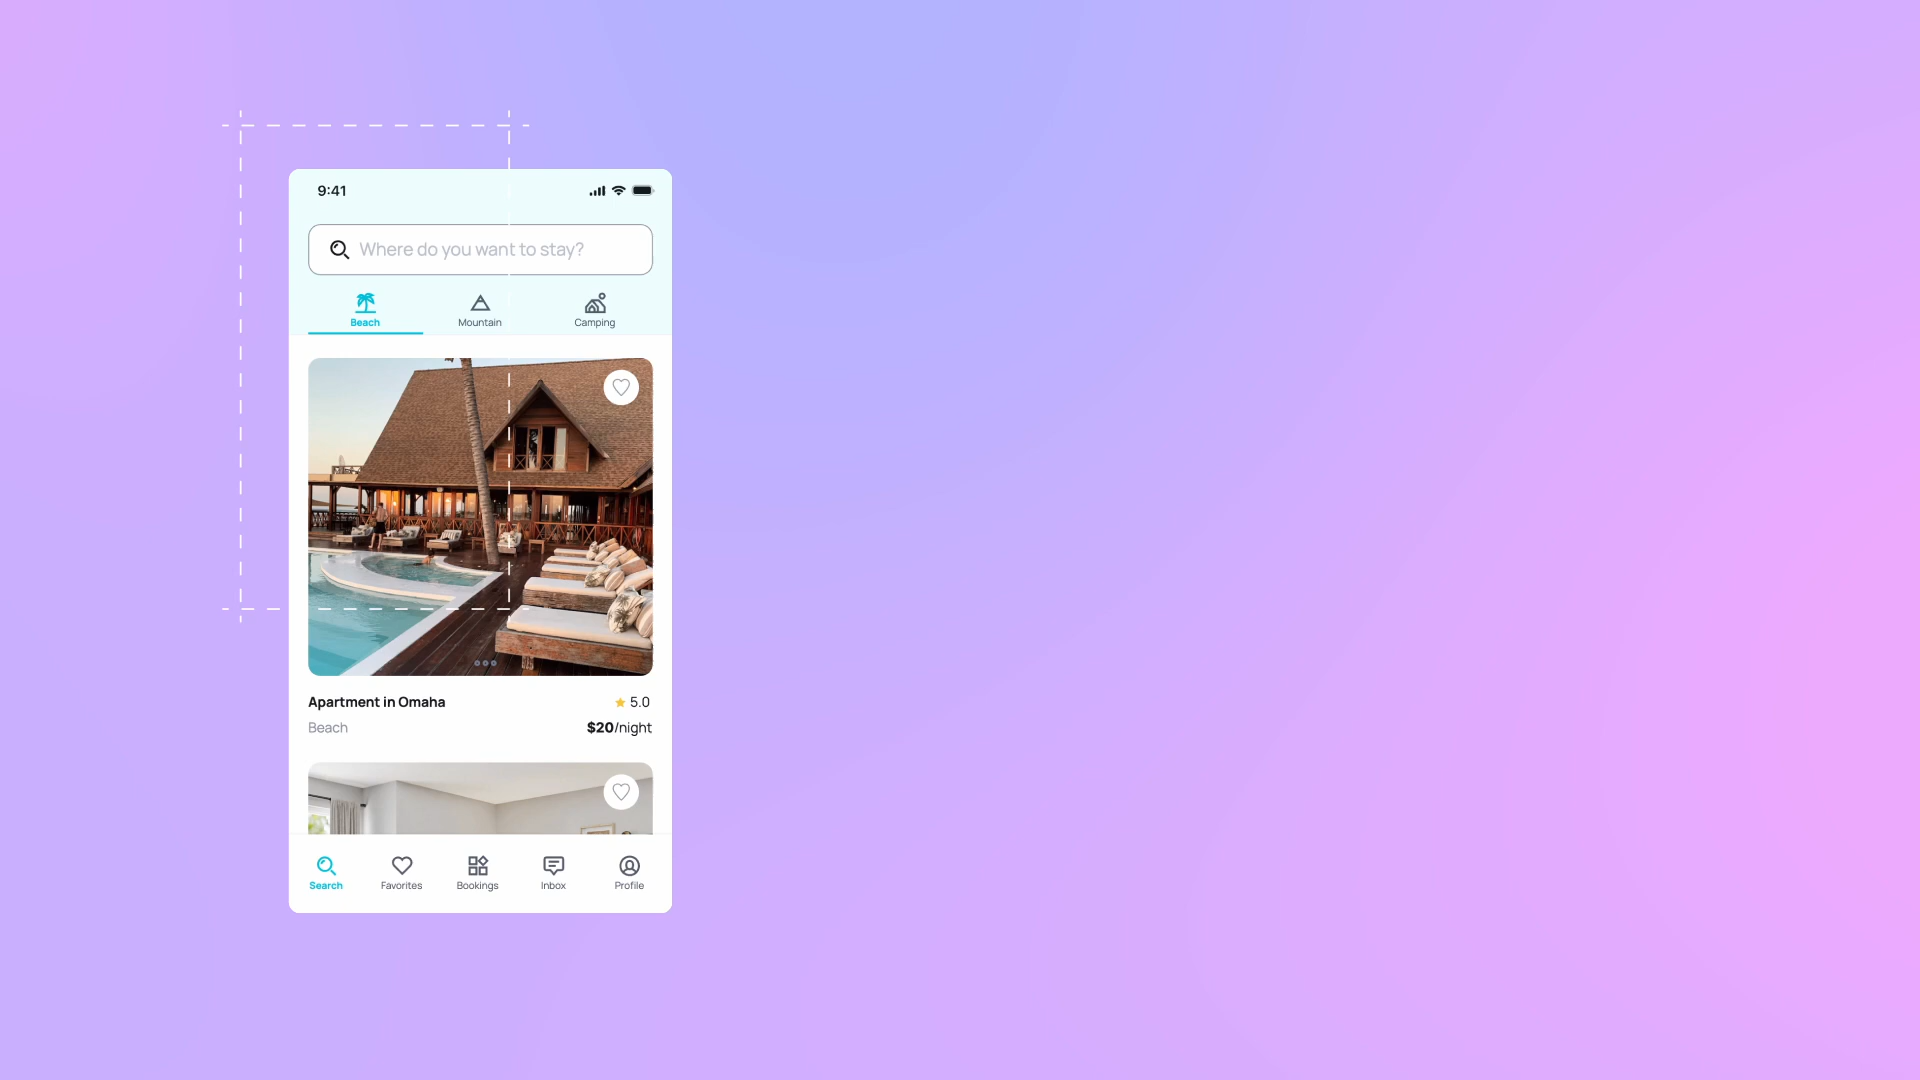 9:41
Where do you want to stay?
Beach Mountain Camping
Apartment in Omaha 5.0
Beach $20/night
Search Favorites Bookings Inbox Profile